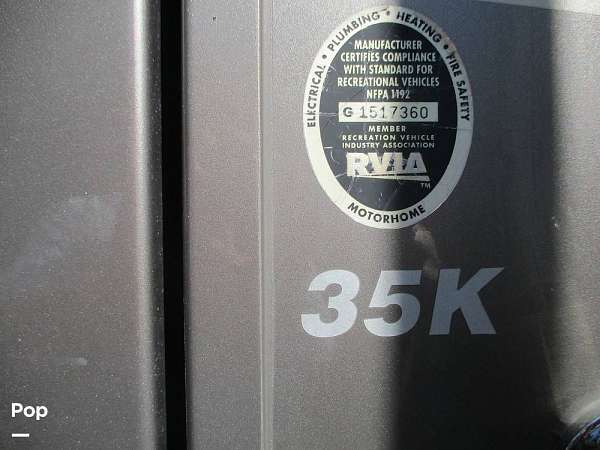 ELECTRICAL • PLUMBING • HEATING • FIRE SAFETY
MANUFACTURER
CERTIFIES COMPLIANCE
WITH STANDARD FOR
RECREATIONAL VEHICLES
NFPA 1192
G 1517360
MEMBER
RECREATION VEHICLE
INDUSTRY ASSOCIATION
RVIA
TM
MOTORHOME
35K
Pop